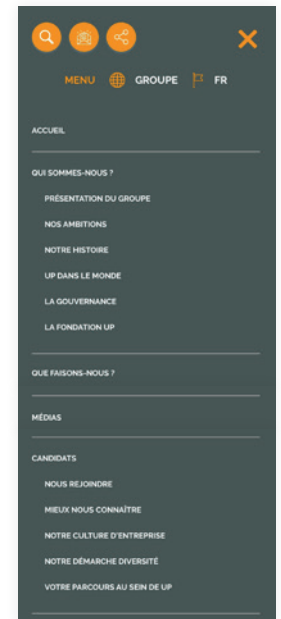 MENU GROUPE FR
ACCUEIL
QUI SOMMES-NOUS ?
PRÉSENTATION DU GROUPE
NOS AMBITIONS
NOTRE HISTOIRE
UP DANS LE MONDE
LA GOUVERNANCE
LA FONDATION UP
QUE FAISONS-NOUS ?
MÉDIAS
CANDIDATS
NOUS REJOINDRE
MIEUX NOUS CONNAÎTRE
NOTRE CULTURE D'ENTREPRISE
NOTRE DÉMARCHE DIVERSITÉ
VOTRE PARCOURS AU SEIN DE UP